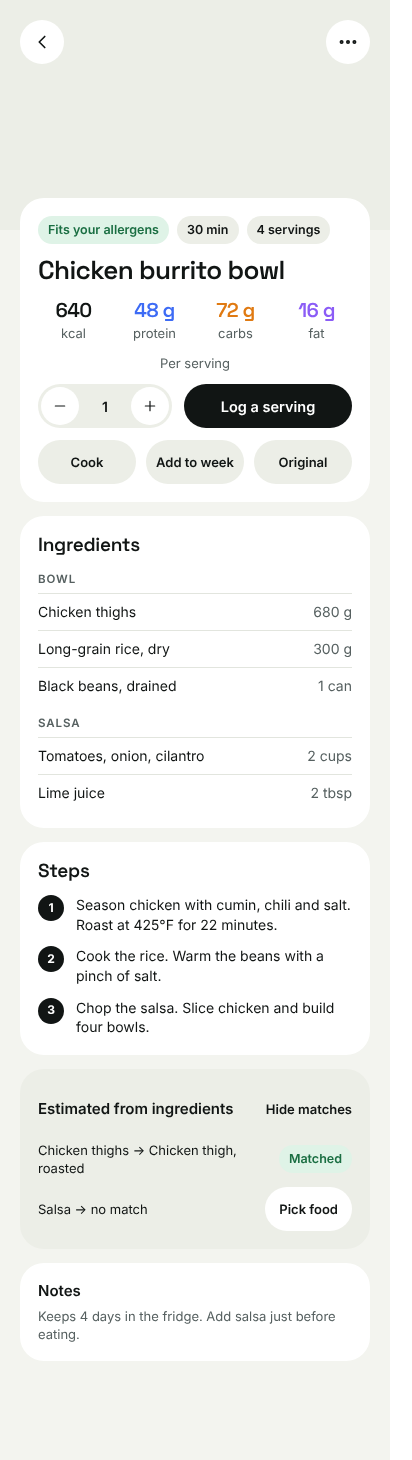 Fits your allergens 30 min 4 servings
Chicken burrito bowl
640 48 g 72 g 16 g
kcal protein carbs fat
Per serving
− 1 + Log a serving
Cook Add to week Original
Ingredients
BOWL
Chicken thighs 680 g
Long-grain rice, dry 300 g
Black beans, drained 1 can
SALSA
Tomatoes, onion, cilantro 2 cups
Lime juice 2 tbsp
Steps
1 Season chicken with cumin, chili and salt.
Roast at 425°F for 22 minutes.
2 Cook the rice. Warm the beans with a
pinch of salt.
3 Chop the salsa. Slice chicken and build
four bowls.
Estimated from ingredients Hide matches
Chicken thighs → Chicken thigh,
roasted Matched
Salsa → no match Pick food
Notes
Keeps 4 days in the fridge. Add salsa just before
eating.